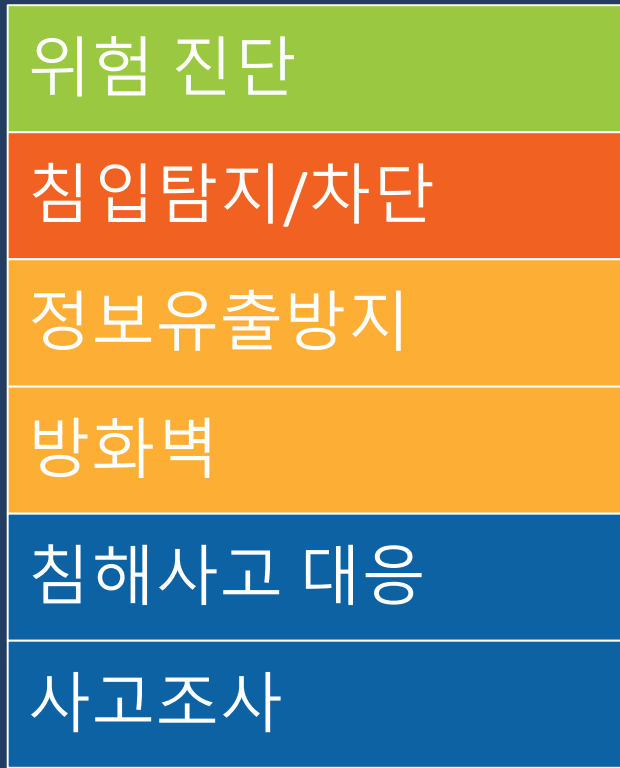 위험 진단
침입탐지/차단
정보유출방지
방화벽
침해사고 대응
사고조사